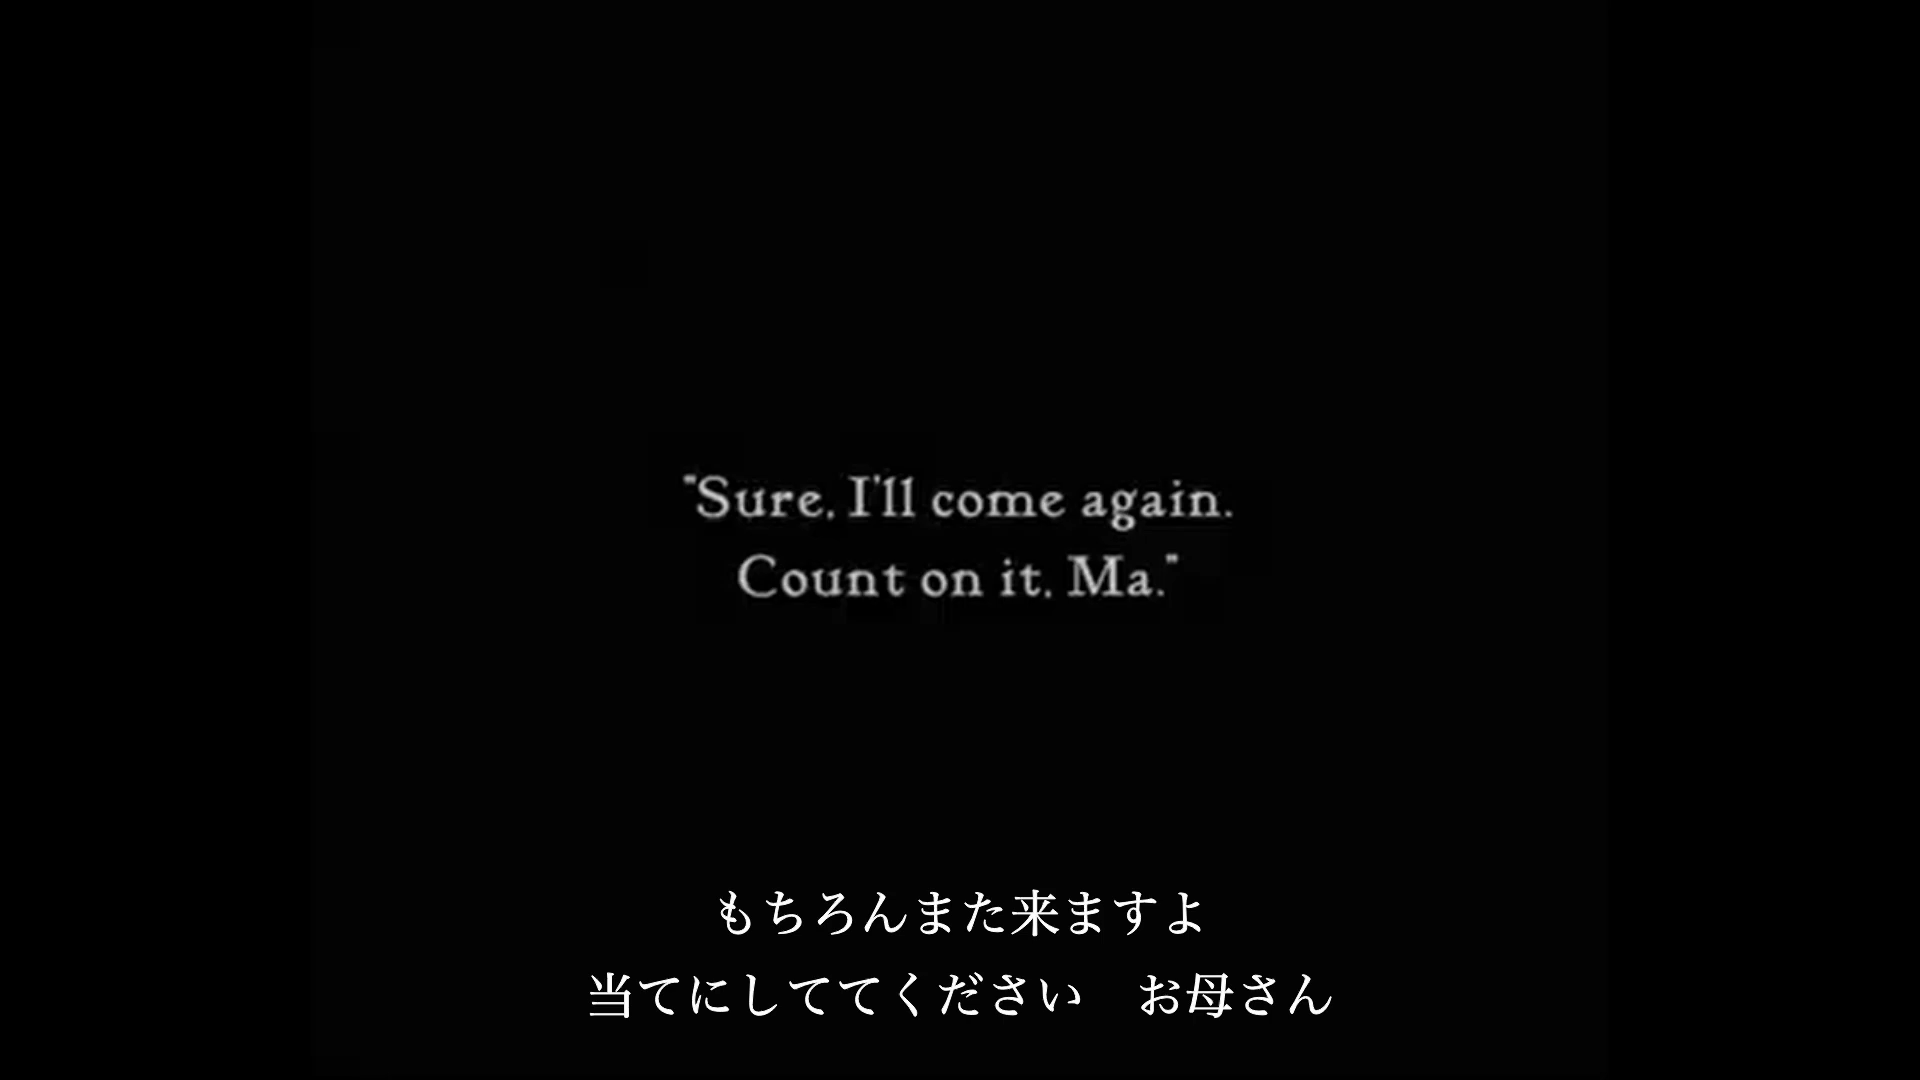 "Sure, I'll come again.
Count on it, Ma."
もちろんまた来ますよ
当てにしててください　お母さん